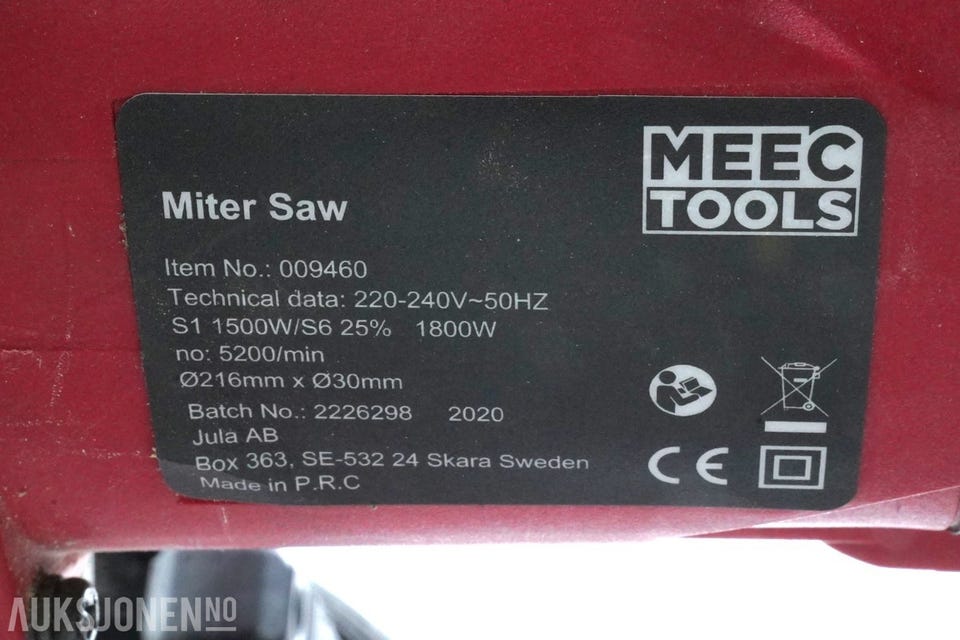 MEEC
TOOLS
Miter Saw
Item No.: 009460
Technical data: 220-240V~50HZ
S1 1500W/S6 25% 1800W
no: 5200/min
Ø216mm x Ø30mm
Batch No.: 2226298 2020
Jula AB
Box 363, SE-532 24 Skara Sweden
Made in P.R.C
CE
AUKSJONEN.NO